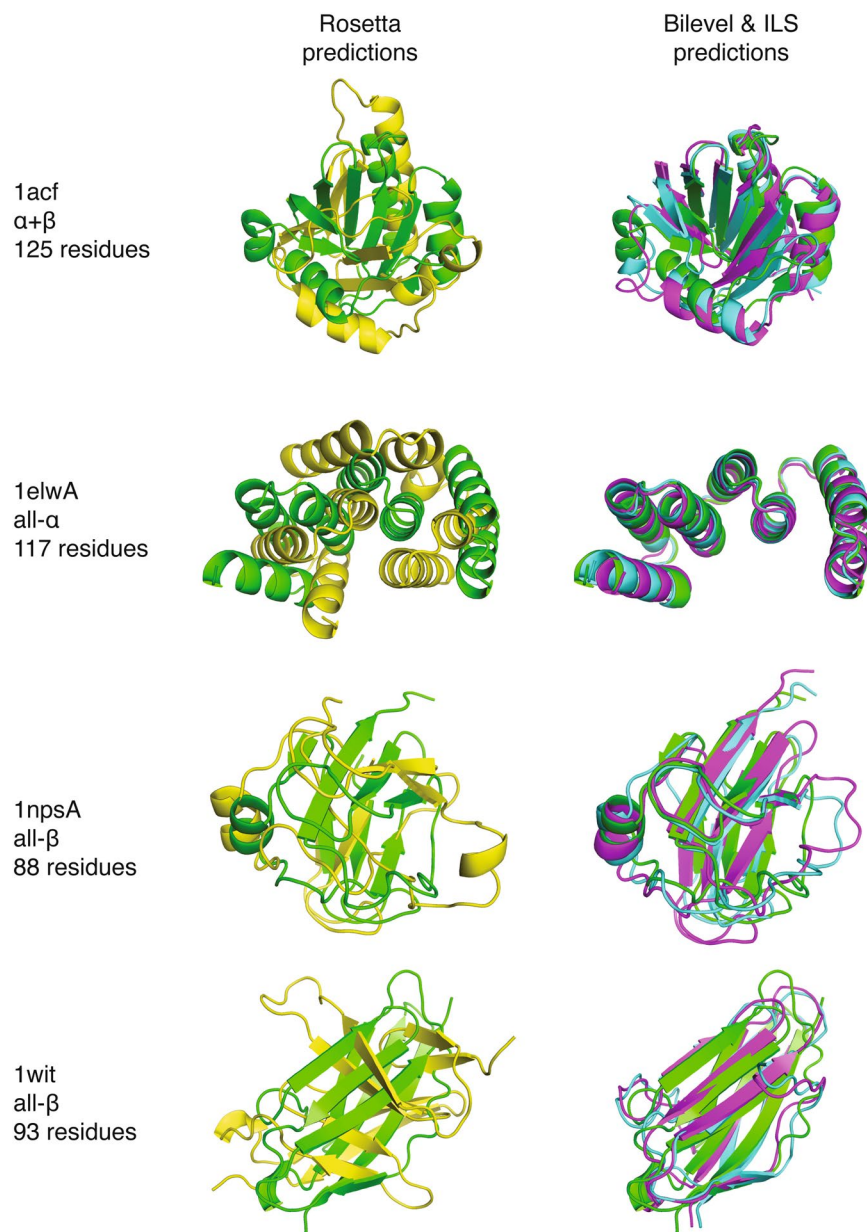 Rosetta
predictions
Bilevel & ILS
predictions
1acf
α+β
125 residues
1elwA
all-α
117 residues
1npsA
all-β
88 residues
1wit
all-β
93 residues